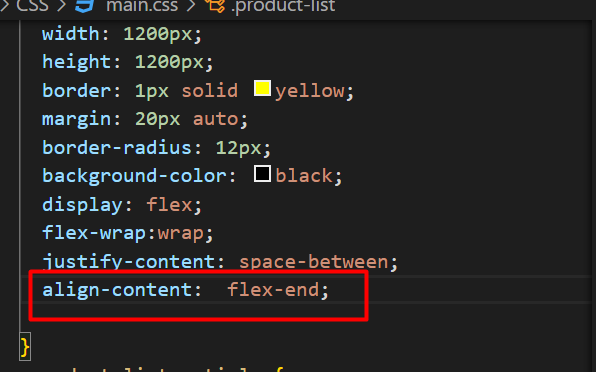 > CSS > main.css > .product-list
width: 1200px;
height: 1200px;
border: 1px solid yellow;
margin: 20px auto;
border-radius: 12px;
background-color: black;
display: flex;
flex-wrap:wrap;
justify-content: space-between;
align-content:  flex-end;
}